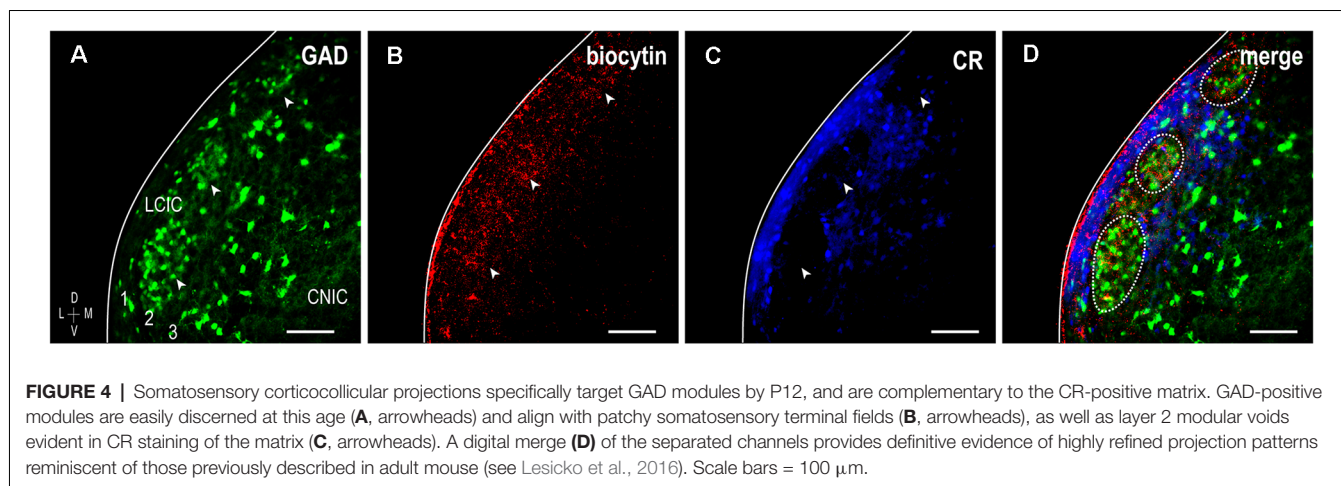 A
GAD
B
biocytin
C
CR
D
merge
LCIC
CNIC
1
2
3
D
L M
V
FIGURE 4 | Somatosensory corticocollicular projections specifically target GAD modules by P12, and are complementary to the CR-positive matrix. GAD-positive
modules are easily discerned at this age (A, arrowheads) and align with patchy somatosensory terminal fields (B, arrowheads), as well as layer 2 modular voids
evident in CR staining of the matrix (C, arrowheads). A digital merge (D) of the separated channels provides definitive evidence of highly refined projection patterns
reminiscent of those previously described in adult mouse (see Lesicko et al., 2016). Scale bars = 100 μm.